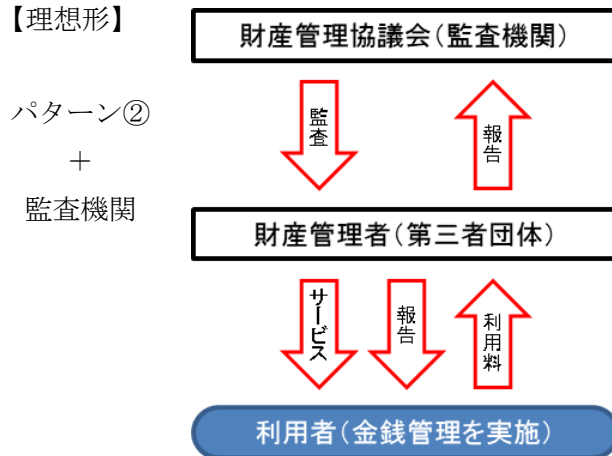 【理想形】
財産管理協議会(監査機関)
パターン②
+
監査機関
監査
報告
財産管理者(第三者団体)
サービス
報告
利用料
利用者(金銭管理を実施)